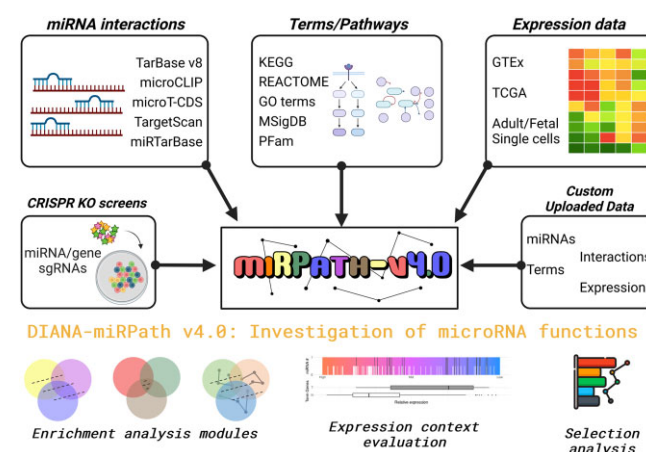 miRNA interactions
TarBase v8
microCLIP
microT-CDS
TargetScan
miRTarBase
Terms/Pathways
KEGG
REACTOME
GO terms
MSigDB
PFam
Expression data
GTEx
TCGA
Adult/Fetal
Single cells
CRISPR KO screens
miRNA/gene
sgRNAs
miRPATH-v4.0
Custom
Uploaded Data
miRNAs
Interactions
Terms
Expression
DIANA-miRPath v4.0: Investigation of microRNA functions
Enrichment analysis modules
Relative expression
Expression context
evaluation
Selection
analysis